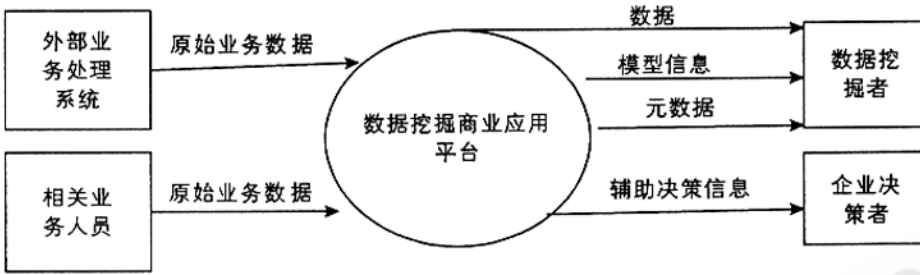 数据
外部业
务处理
系统
原始业务数据
模型信息
数据挖
掘者
元数据
数据挖掘商业应用
平台
相关业
务人员
原始业务数据
辅助决策信息
企业决
策者